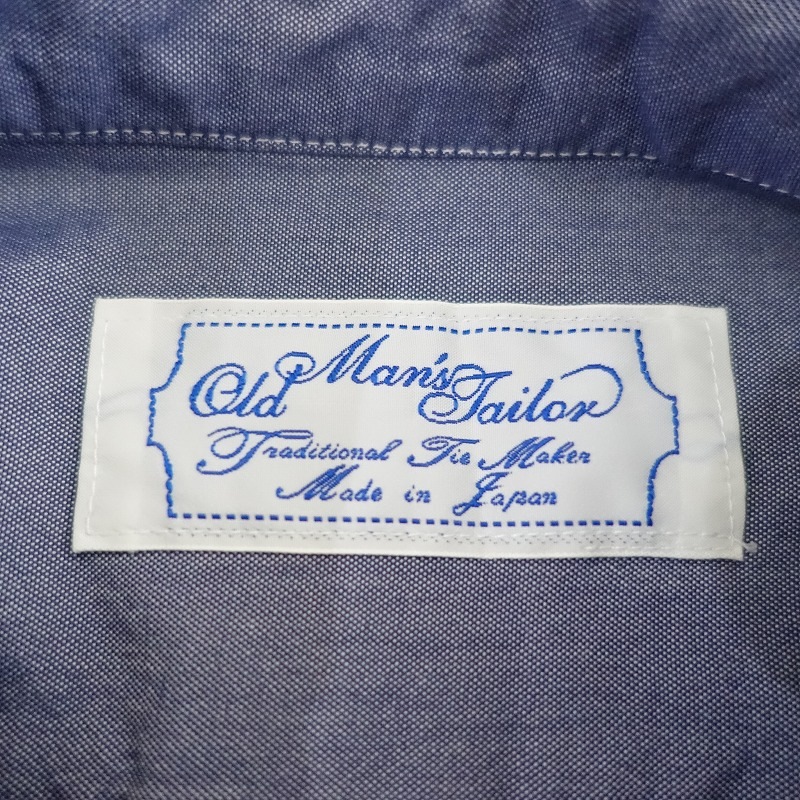 Old Man's Tailor
Traditional Tie Maker
Made in Japan